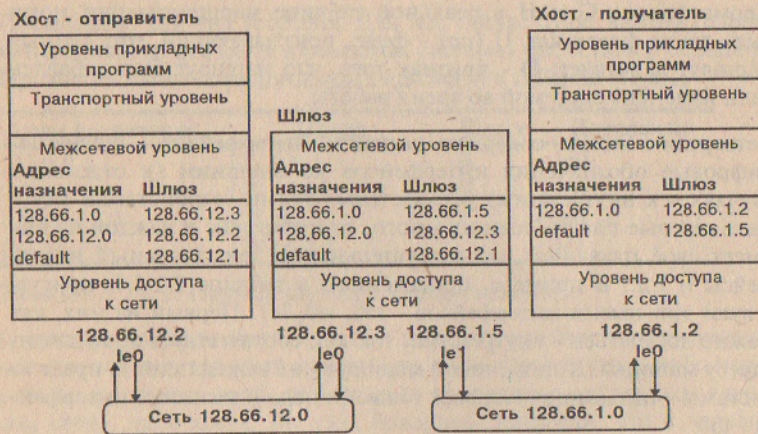 Хост - отправитель
Уровень прикладных
программ
Транспортный уровень
Межсетевой уровень
Адрес
назначения Шлюз
128.66.1.0 128.66.12.3
128.66.12.0 128.66.12.2
default 128.66.12.1
Уровень доступа
к сети
128.66.12.2
le0
Шлюз
Межсетевой уровень
Адрес
назначения Шлюз
128.66.1.0 128.66.1.5
128.66.12.0 128.66.12.3
default 128.66.12.1
Уровень доступа
к сети
128.66.12.3 128.66.1.5
le0 le1
Хост - получатель
Уровень прикладных
программ
Транспортный уровень
Межсетевой уровень
Адрес
назначения Шлюз
128.66.1.0 128.66.1.2
default 128.66.1.5
Уровень доступа
к сети
128.66.1.2
le0
Сеть 128.66.12.0
Сеть 128.66.1.0